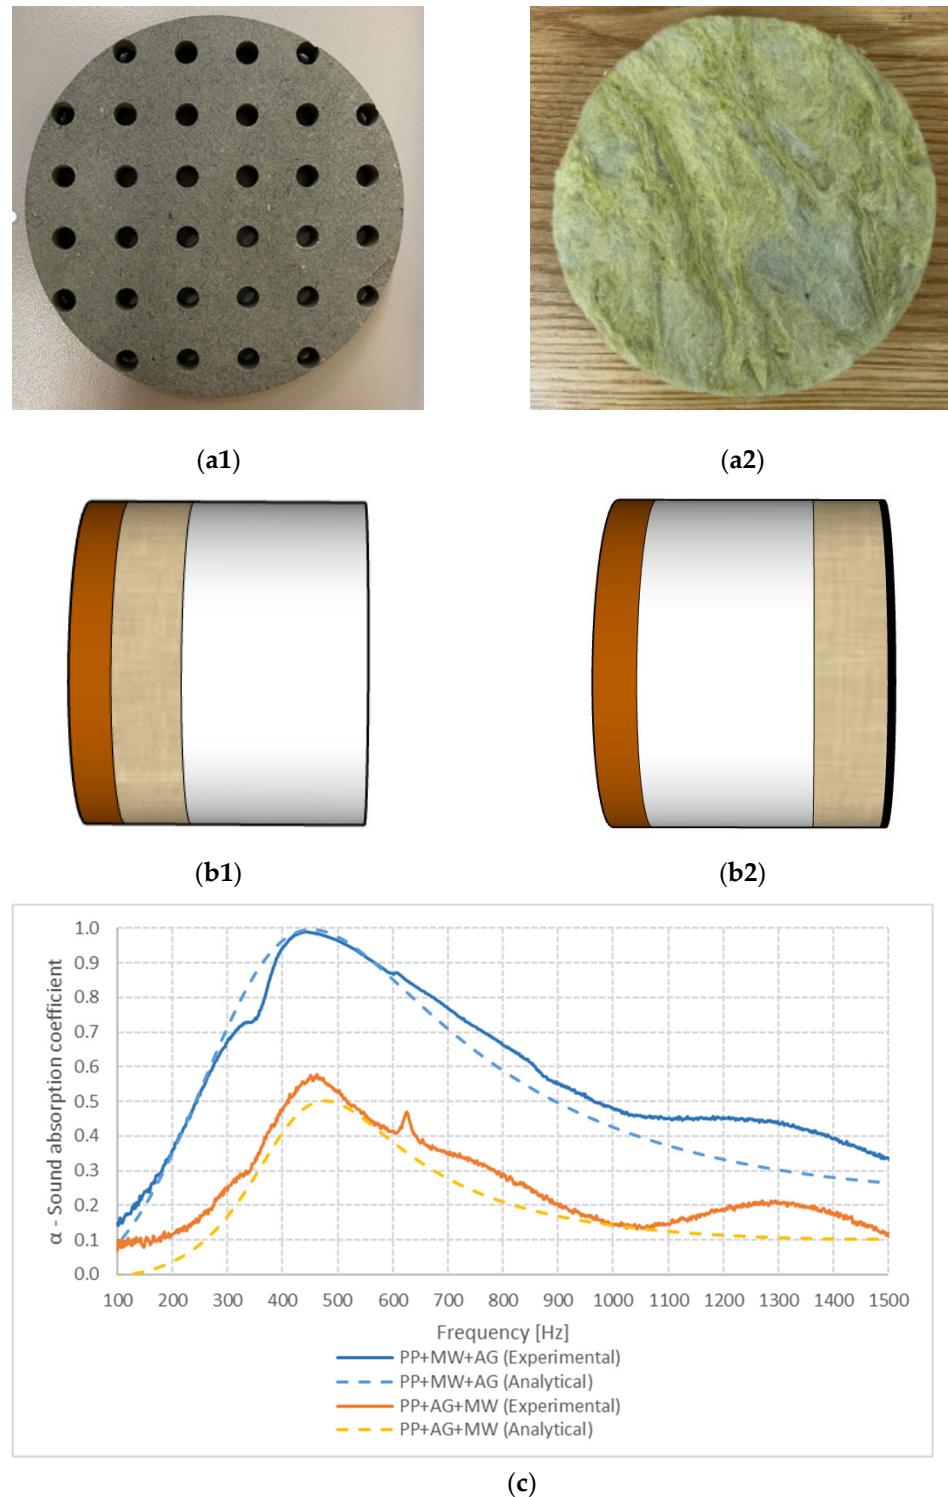 (a1)
(a2)
(b1)
(b2)
α - Sound absorption coefficient
1.0
0.9
0.8
0.7
0.6
0.5
0.4
0.3
0.2
0.1
0.0
100 200 300 400 500 600 700 800 900 1000 1100 1200 1300 1400 1500
Frequency [Hz]
PP+MW+AG (Experimental)
PP+MW+AG (Analytical)
PP+AG+MW (Experimental)
PP+AG+MW (Analytical)
(c)